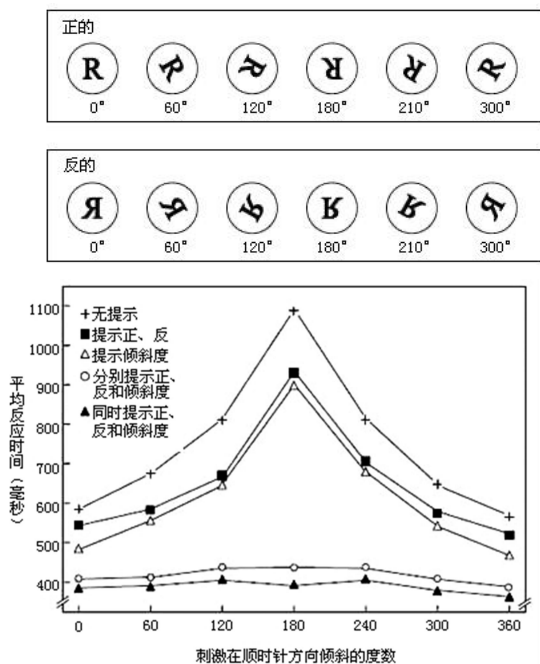 正的
R R R R R R
0° 60° 120° 180° 210° 300°
反的
R R R R R R
0° 60° 120° 180° 210° 300°
1100
1000
900
800
700
600
500
400
平均反应时间（毫秒）
无提示
提示正、反
提示倾斜度
分别提示正、
反和倾斜度
同时提示正、
反和倾斜度
0 60 120 180 240 300 360
刺激在顺时针方向倾斜的度数